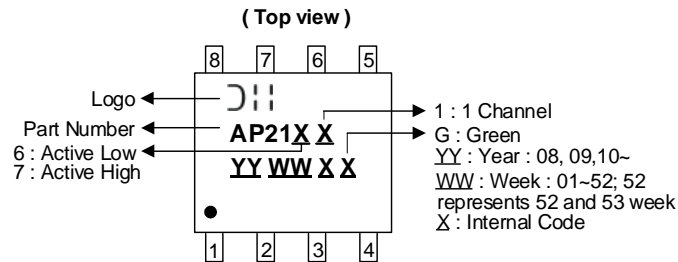 ( Top view )
8 7 6 5
Logo
Part Number
6 : Active Low
7 : Active High
AP21X X
YY WW X X
1 : 1 Channel
G : Green
YY : Year : 08, 09,10~
WW : Week : 01~52; 52
represents 52 and 53 week
X : Internal Code
1 2 3 4